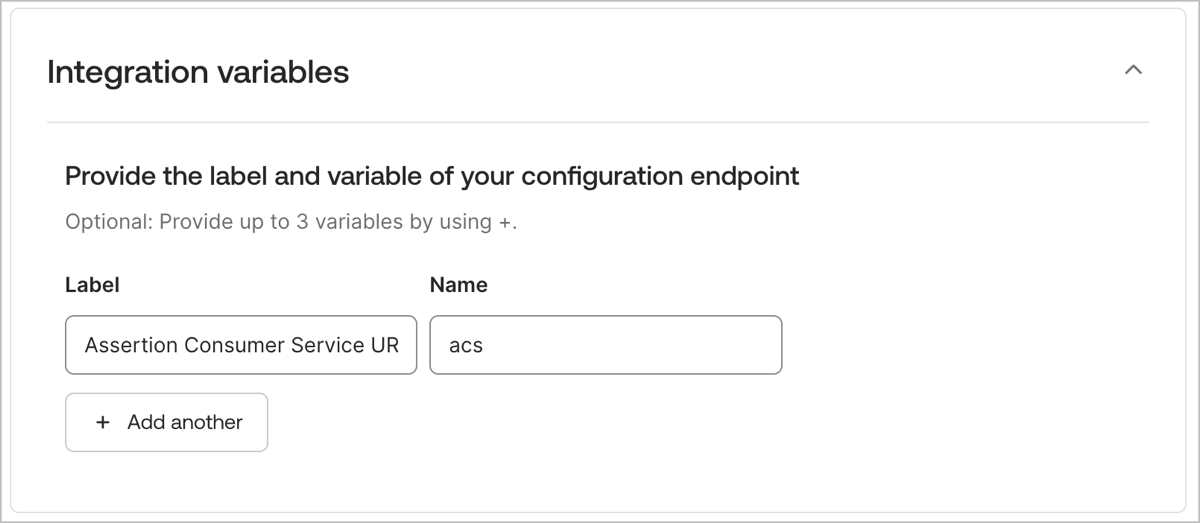 Integration variables
Provide the label and variable of your configuration endpoint
Optional: Provide up to 3 variables by using +.
Label Name
Assertion Consumer Service UR acs
+ Add another